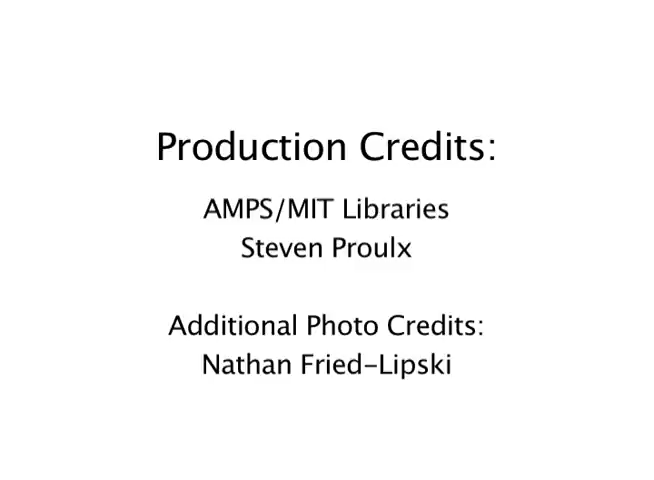 Production Credits:
AMPS/MIT Libraries
Steven Proulx
Additional Photo Credits:
Nathan Fried-Lipski